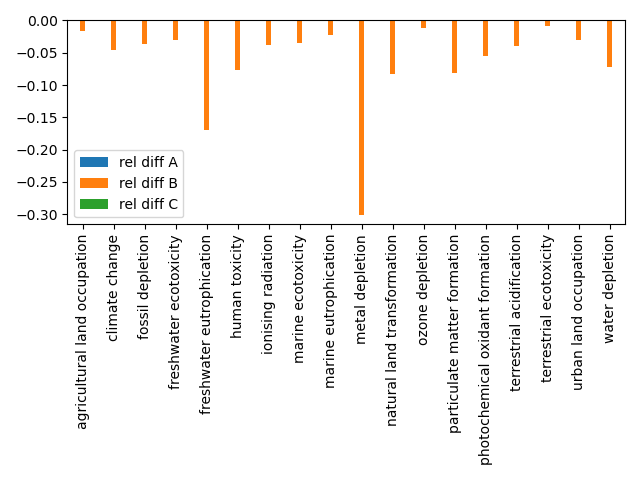 0.00
−0.05
−0.10
−0.15
−0.20
−0.25
−0.30
rel diff A
rel diff B
rel diff C
agricultural land occupation
climate change
fossil depletion
freshwater ecotoxicity
freshwater eutrophication
human toxicity
ionising radiation
marine ecotoxicity
marine eutrophication
metal depletion
natural land transformation
ozone depletion
particulate matter formation
photochemical oxidant formation
terrestrial acidification
terrestrial ecotoxicity
urban land occupation
water depletion